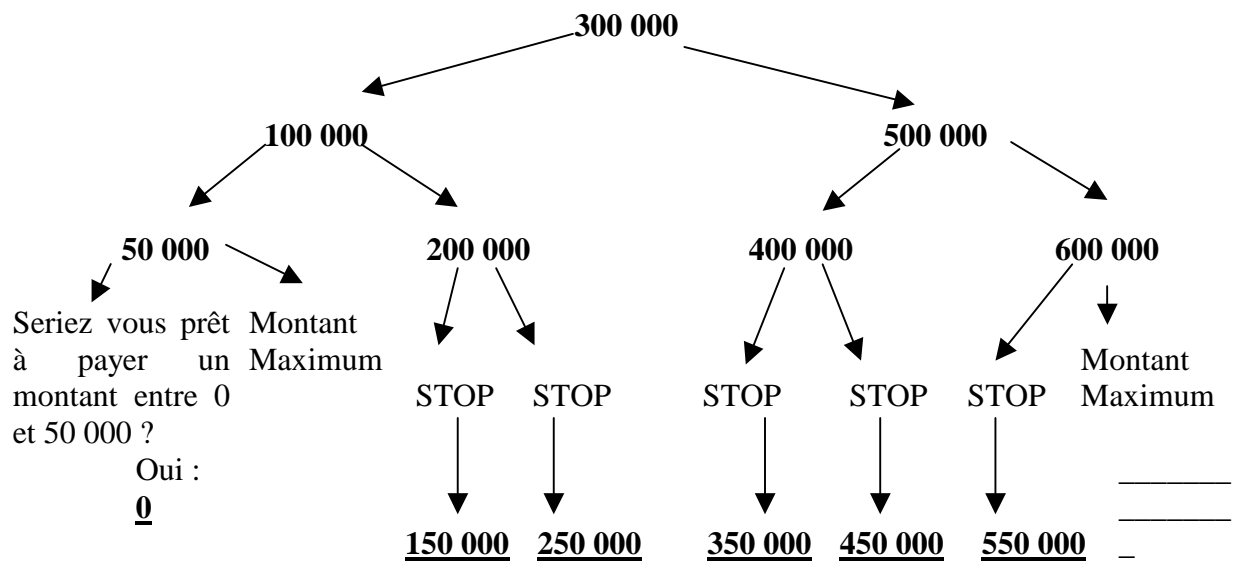 300 000
100 000 500 000
50 000 200 000 400 000 600 000
Seriez vous prêt
à payer un
montant entre 0
et 50 000 ?
Montant
Maximum
STOP STOP STOP STOP STOP
Montant
Maximum
Oui :
0
150 000 250 000 350 000 450 000 550 000